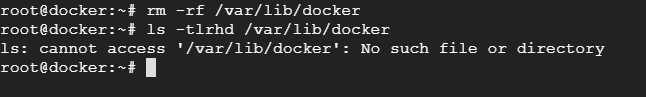 root@docker:~# rm -rf /var/lib/docker
root@docker:~# ls -tlrhd /var/lib/docker
ls: cannot access '/var/lib/docker': No such file or directory
root@docker:~#